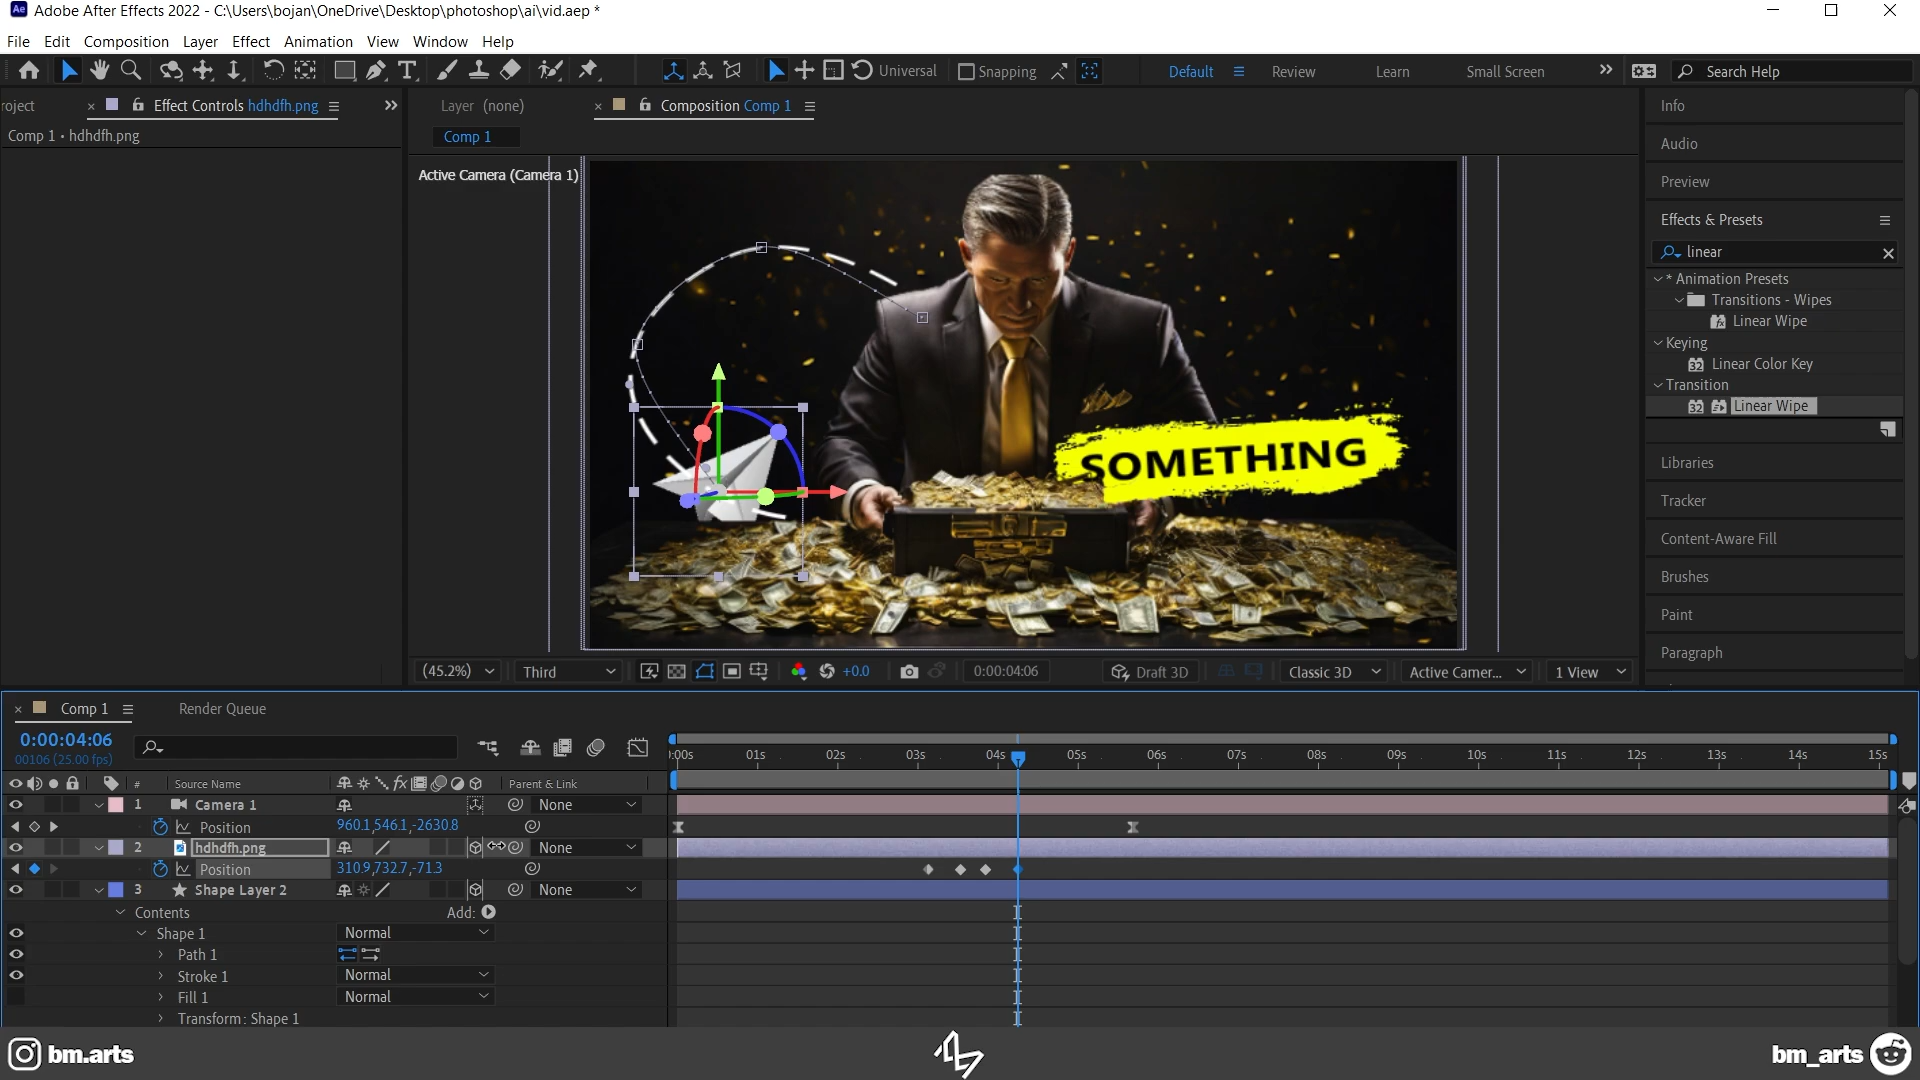 Adobe After Effects 2022 - C:\Users\bojan\OneDrive\Desktop\photoshop\ai\vid.aep *
File Edit Composition Layer Effect Animation View Window Help
Universal Snapping Default Review Learn Small Screen Search Help
roject Effect Controls hdhdfh.png Layer (none) Composition Comp 1 Info
Comp 1 • hdhdfh.png Comp 1
Audio
Active Camera (Camera 1)
Preview
Effects & Presets
linear
* Animation Presets
Transitions - Wipes
Linear Wipe
Keying
Linear Color Key
Transition
Linear Wipe
SOMETHING
Libraries
Tracker
Content-Aware Fill
Brushes
Paint
Paragraph
(45.2%) Third +0.0 0:00:04:06 Draft 3D Classic 3D Active Camer... 1 View
Comp 1 Render Queue
0:00:04:06
00106 (25.00 fps)
):00s 01s 02s 03s 04s 05s 06s 07s 08s 09s 10s 11s 12s 13s 14s 15s
# Source Name fx Parent & Link
1 Camera 1 None
Position 960.1,546.1,-2630.8
2 hdhdfh.png None
Position 310.9,732.7,-71.3
3 Shape Layer 2 None
Contents Add:
Shape 1 Normal
Path 1
Stroke 1 Normal
Fill 1 Normal
Transform: Shape 1
bm.arts bm_arts